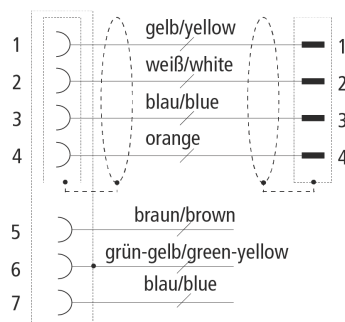 gelb/yellow
1 1
weiß/white
2 2
blau/blue
3 3
orange
4 4
braun/brown
5
grün-gelb/green-yellow
6
blau/blue
7